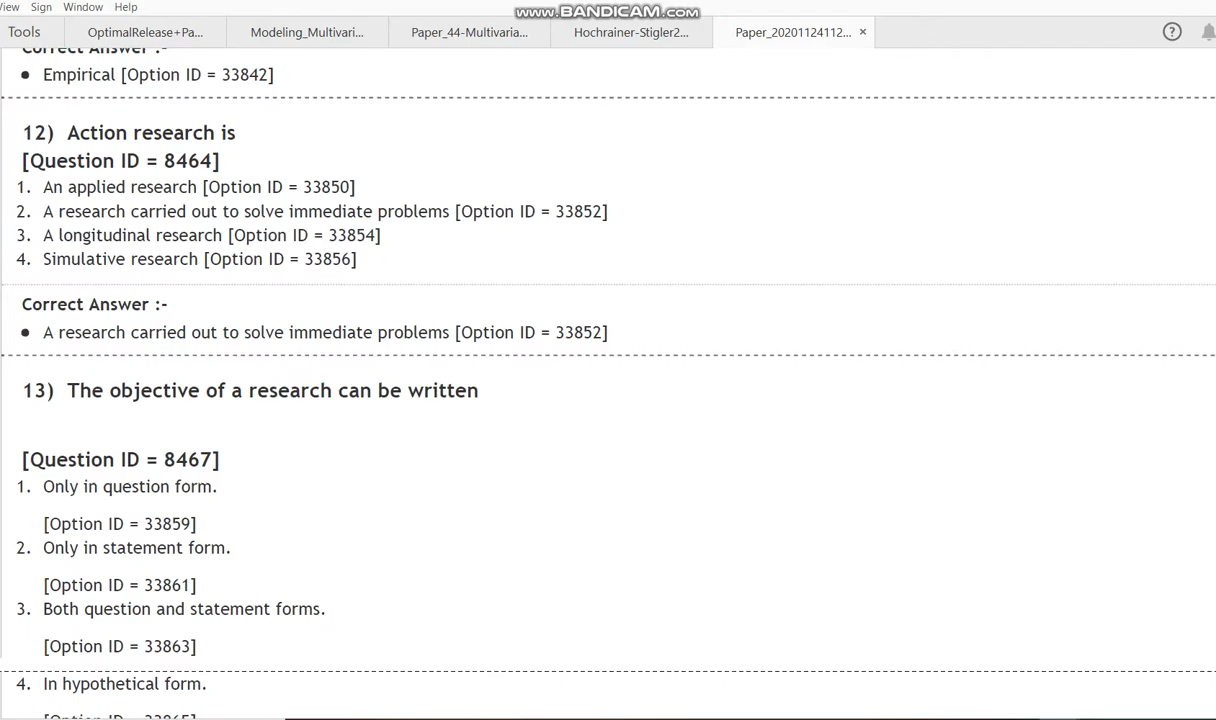 View Sign Window Help
www.BANDICAM.com
Tools OptimalRelease+Pa... Modeling_Multivari... Paper_44-Multivaria... Hochrainer-Stigler2... Paper_20201124112... ×
Correct Answer :-
• Empirical [Option ID = 33842]
12) Action research is
[Question ID = 8464]
1. An applied research [Option ID = 33850]
2. A research carried out to solve immediate problems [Option ID = 33852]
3. A longitudinal research [Option ID = 33854]
4. Simulative research [Option ID = 33856]
Correct Answer :-
• A research carried out to solve immediate problems [Option ID = 33852]
13) The objective of a research can be written
[Question ID = 8467]
1. Only in question form.
[Option ID = 33859]
2. Only in statement form.
[Option ID = 33861]
3. Both question and statement forms.
[Option ID = 33863]
4. In hypothetical form.
[Option ID = 33865]